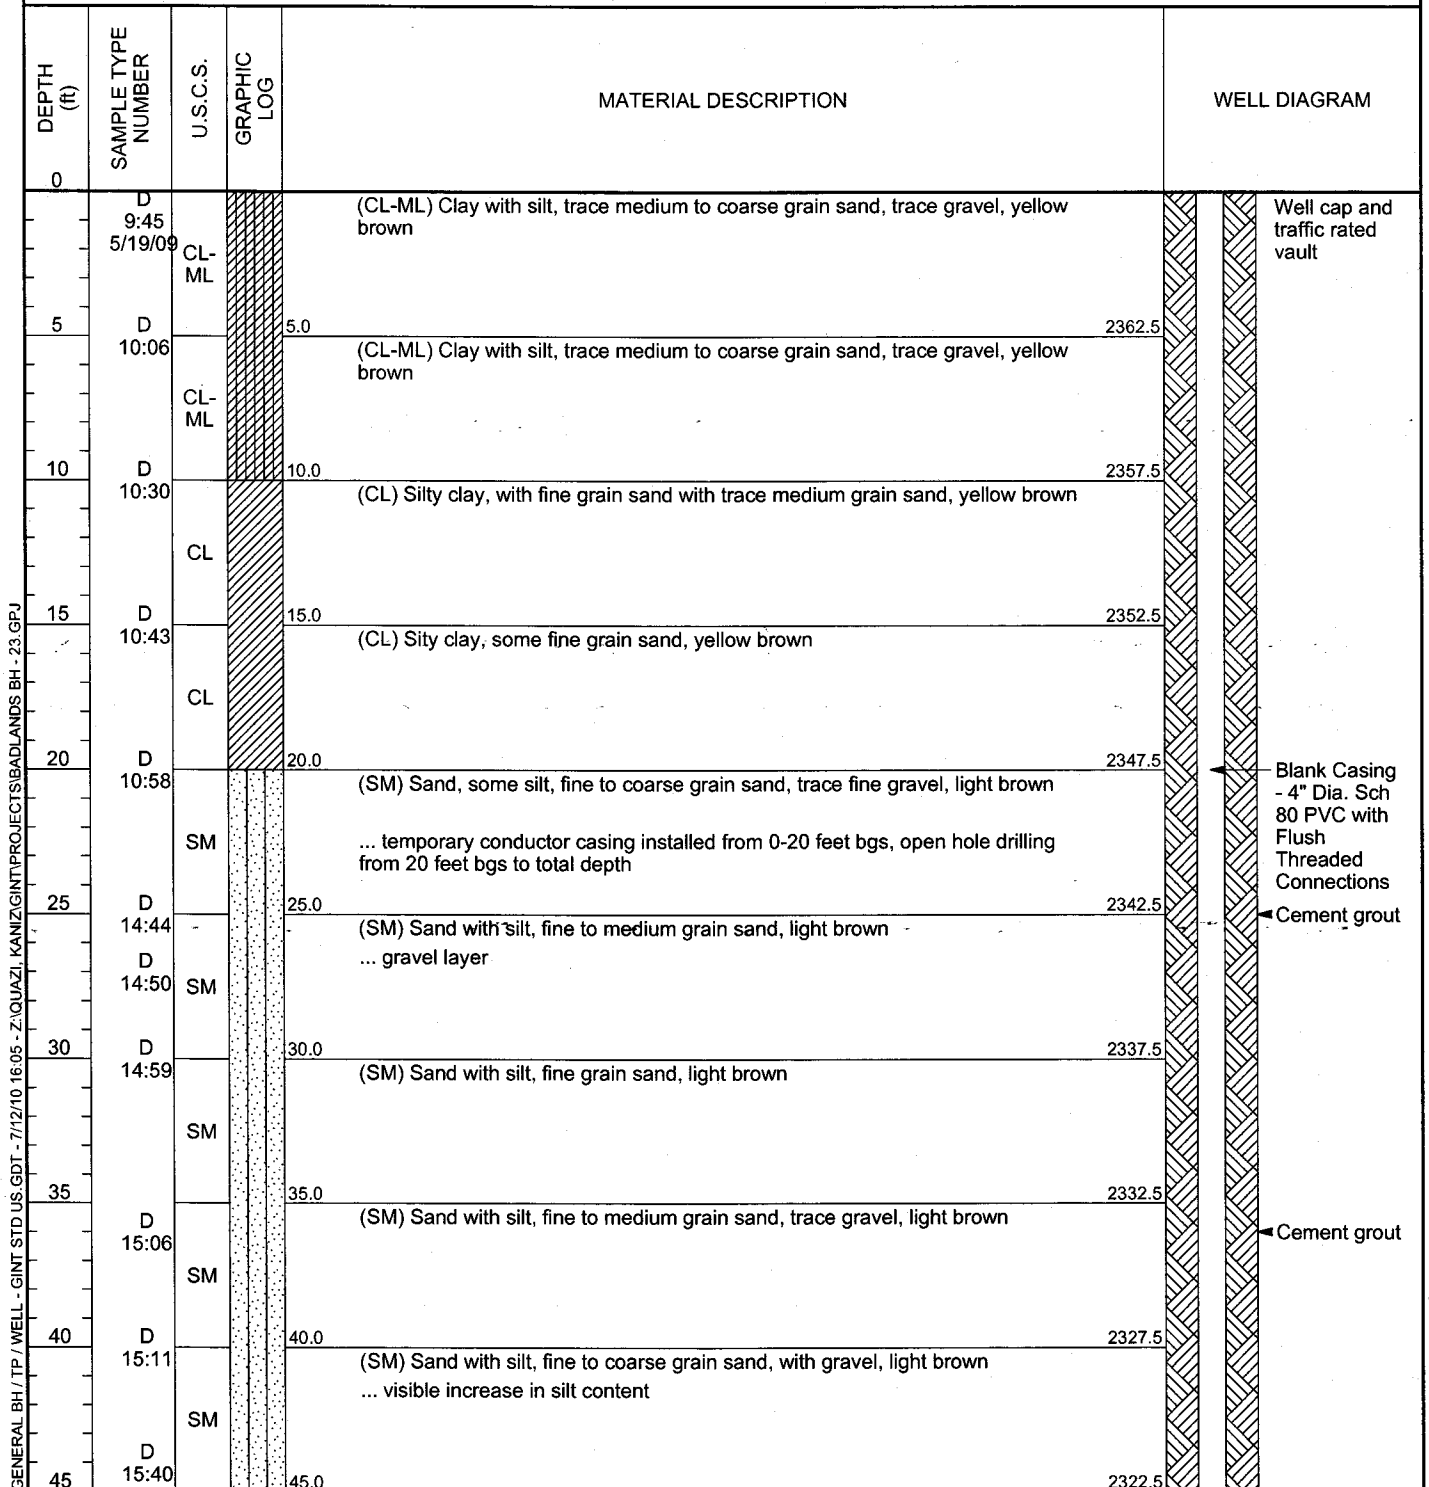 DEPTH
(ft)
SAMPLE TYPE
NUMBER
U.S.C.S.
GRAPHIC
LOG
MATERIAL DESCRIPTION
WELL DIAGRAM
0
D
9:45
5/19/09
CL-
ML
(CL-ML) Clay with silt, trace medium to coarse grain sand, trace gravel, yellow
brown
Well cap and
traffic rated
vault
5
D
5.0
2362.5
10:06
CL-
ML
(CL-ML) Clay with silt, trace medium to coarse grain sand, trace gravel, yellow
brown
10
D
10.0
2357.5
10:30
CL
(CL) Silty clay, with fine grain sand with trace medium grain sand, yellow brown
15
D
15.0
2352.5
10:43
CL
(CL) Sity clay, some fine grain sand, yellow brown
20
D
20.0
2347.5
10:58
SM
(SM) Sand, some silt, fine to coarse grain sand, trace fine gravel, light brown
... temporary conductor casing installed from 0-20 feet bgs, open hole drilling
from 20 feet bgs to total depth
Blank Casing
- 4" Dia. Sch
80 PVC with
Flush
Threaded
Connections
25
D
25.0
2342.5
Cement grout
14:44
D
14:50
SM
(SM) Sand with silt, fine to medium grain sand, light brown
... gravel layer
30
D
30.0
2337.5
14:59
SM
(SM) Sand with silt, fine grain sand, light brown
35
35.0
2332.5
D
15:06
SM
(SM) Sand with silt, fine to medium grain sand, trace gravel, light brown
Cement grout
40
D
40.0
2327.5
15:11
SM
(SM) Sand with silt, fine to coarse grain sand, with gravel, light brown
... visible increase in silt content
D
15:40
45
45.0
2322.5
GENERAL BH / TP / WELL - GINT STD US.GDT - 7/12/10 16:05 - Z:\QUAZI, KANIZ\GINT\PROJECTS\BADLANDS BH - 23.GPJ